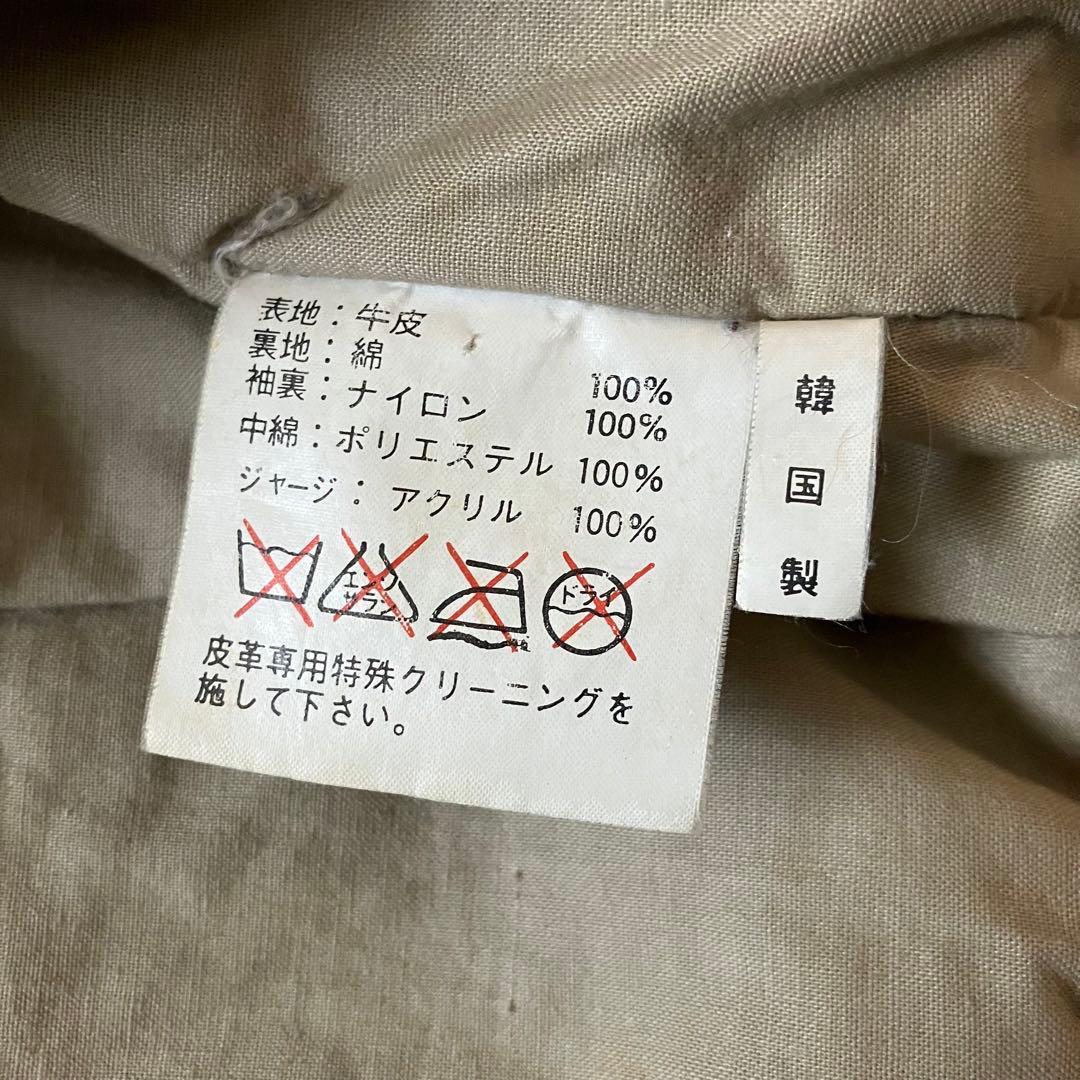 表地：牛皮
裏地：綿 100%
袖裏：ナイロン 100%
中綿：ポリエステル 100%
ジャージ：アクリル 100%
エンソ
サラシ
ドライ
皮革専用特殊クリーニングを
施して下さい。
韓
国
製